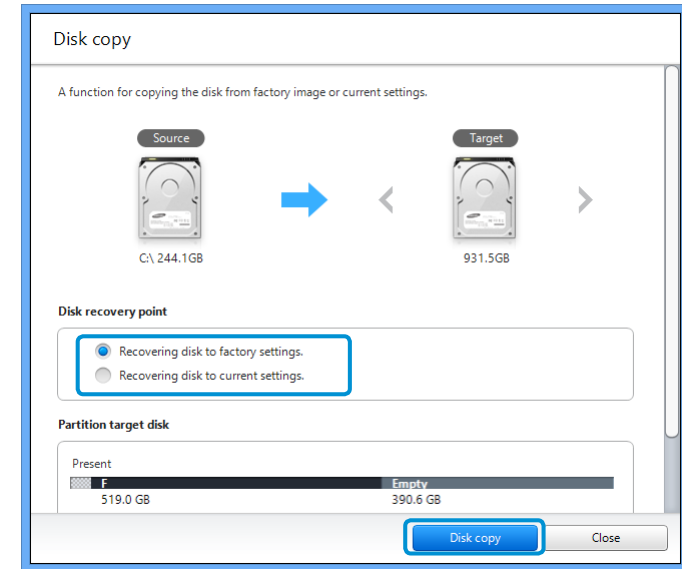 Disk copy
A function for copying the disk from factory image or current settings.
Source
Target
C:\ 244.1GB
931.5GB
Disk recovery point
Recovering disk to factory settings.
Recovering disk to current settings.
Partition target disk
Present
F
Empty
519.0 GB
390.6 GB
Disk copy
Close